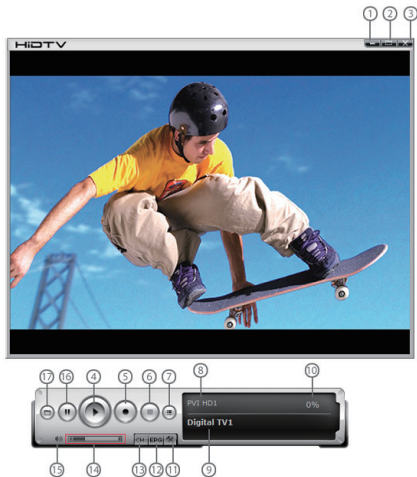 1 2 3
HiDTV
17 16 4 5 6 7 8 10
PVI HD1 0%
Digital TV1
CH EPG
15 14 13 12 11 9